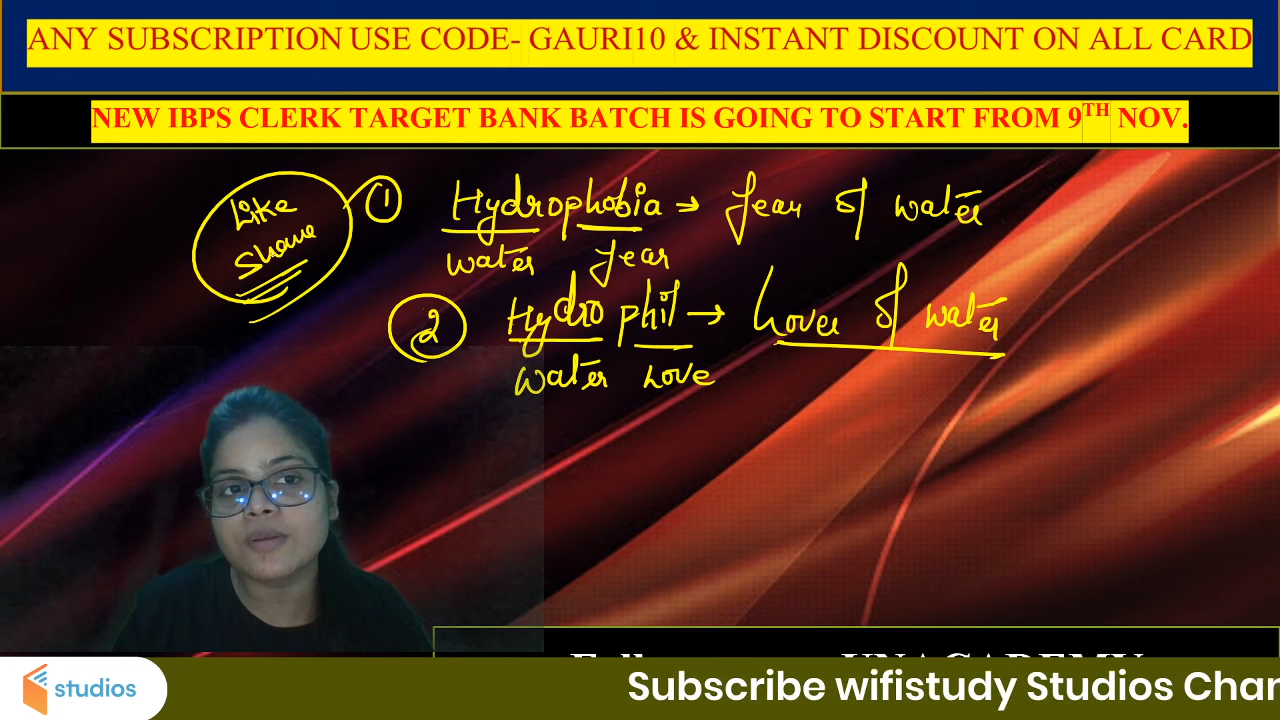 ANY SUBSCRIPTION USE CODE- GAURI10 & INSTANT DISCOUNT ON ALL CARD
NEW IBPS CLERK TARGET BANK BATCH IS GOING TO START FROM 9TH NOV.
Like
Share
1 Hydrophobia → fear of water
water fear
2 Hydrophil → Lover of water
water Love
UNACADEMY
studios
Subscribe wifistudy Studios Chan